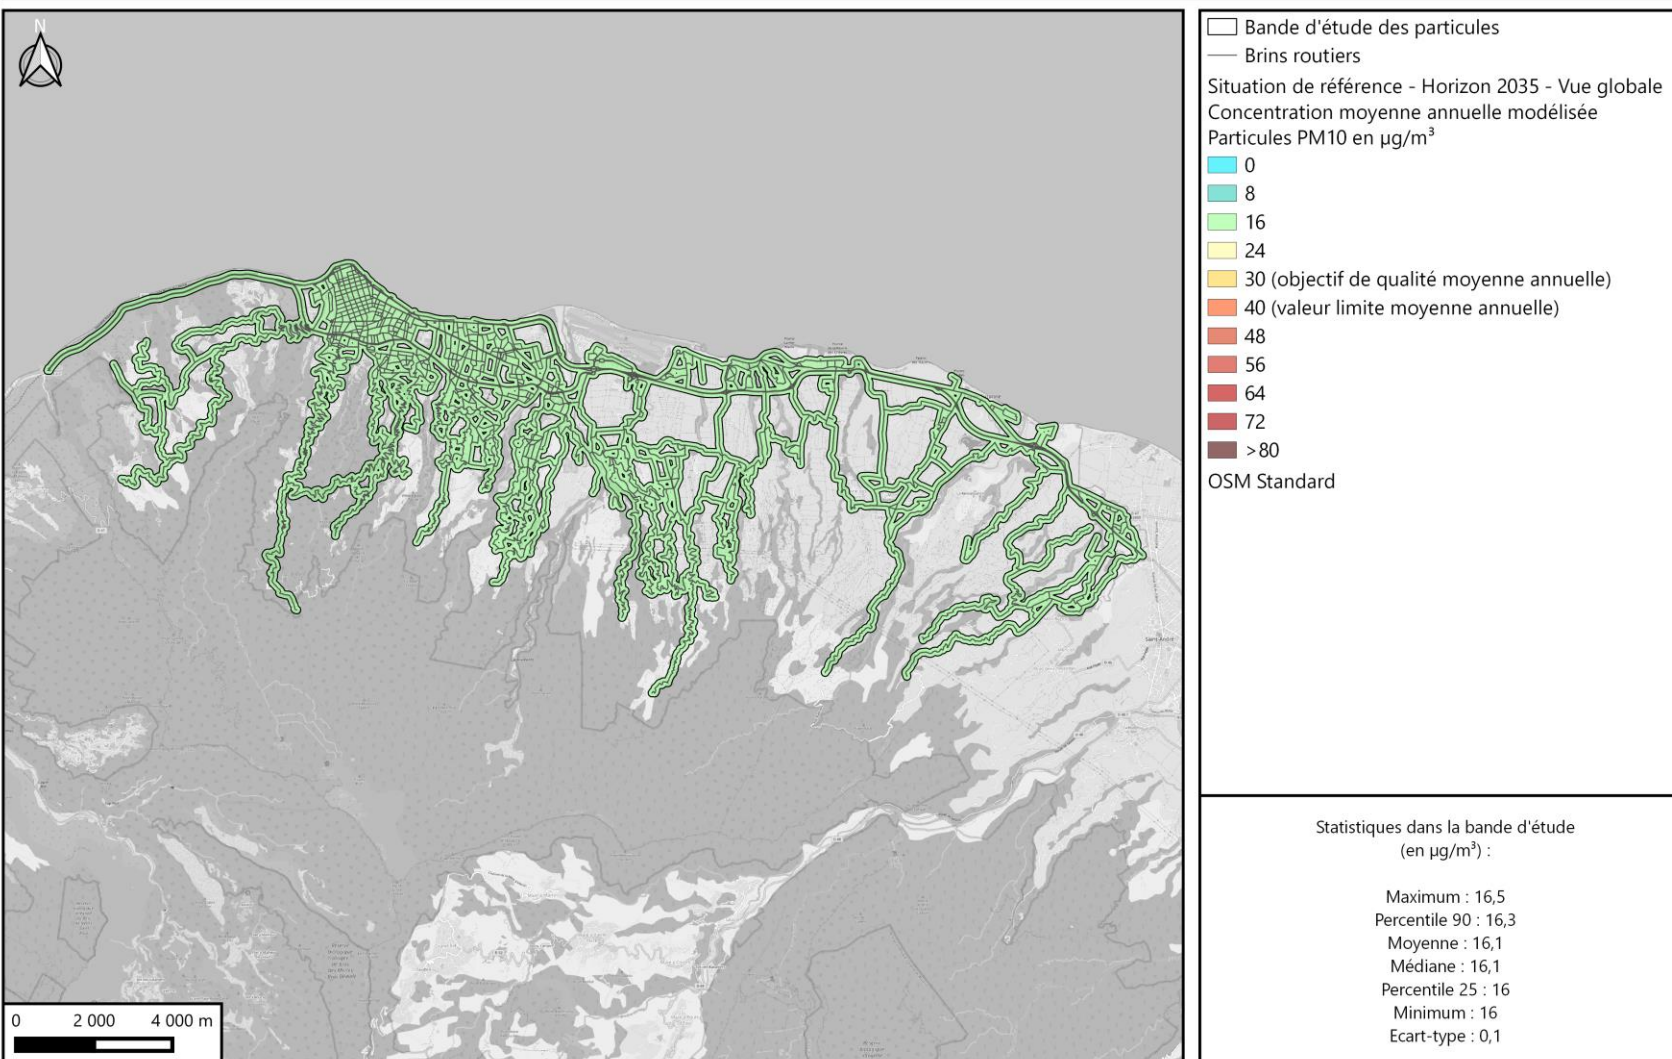 N
Bande d'étude des particules
Brins routiers
Situation de référence - Horizon 2035 - Vue globale
Concentration moyenne annuelle modélisée
Particules PM10 en µg/m³
0
8
16
24
30 (objectif de qualité moyenne annuelle)
40 (valeur limite moyenne annuelle)
48
56
64
72
>80
OSM Standard
Saint-André
0 2 000 4 000 m
Statistiques dans la bande d'étude
(en µg/m³) :
Maximum : 16,5
Percentile 90 : 16,3
Moyenne : 16,1
Médiane : 16,1
Percentile 25 : 16
Minimum : 16
Ecart-type : 0,1